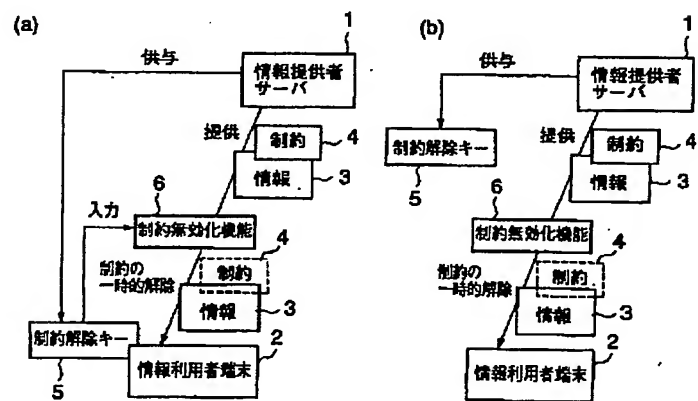 (a)
1
供与
情報提供者
サーバ
提供
4
制約
情報
3
6
入力
制約無効化機能
4
制約の
一時的解除
制約
情報
3
制約解除キー
5
2
情報利用者端末
(b)
1
供与
情報提供者
サーバ
提供
4
制約
制約解除キー
5
情報
3
6
制約無効化機能
4
制約の
一時的解除
制約
情報
3
2
情報利用者端末